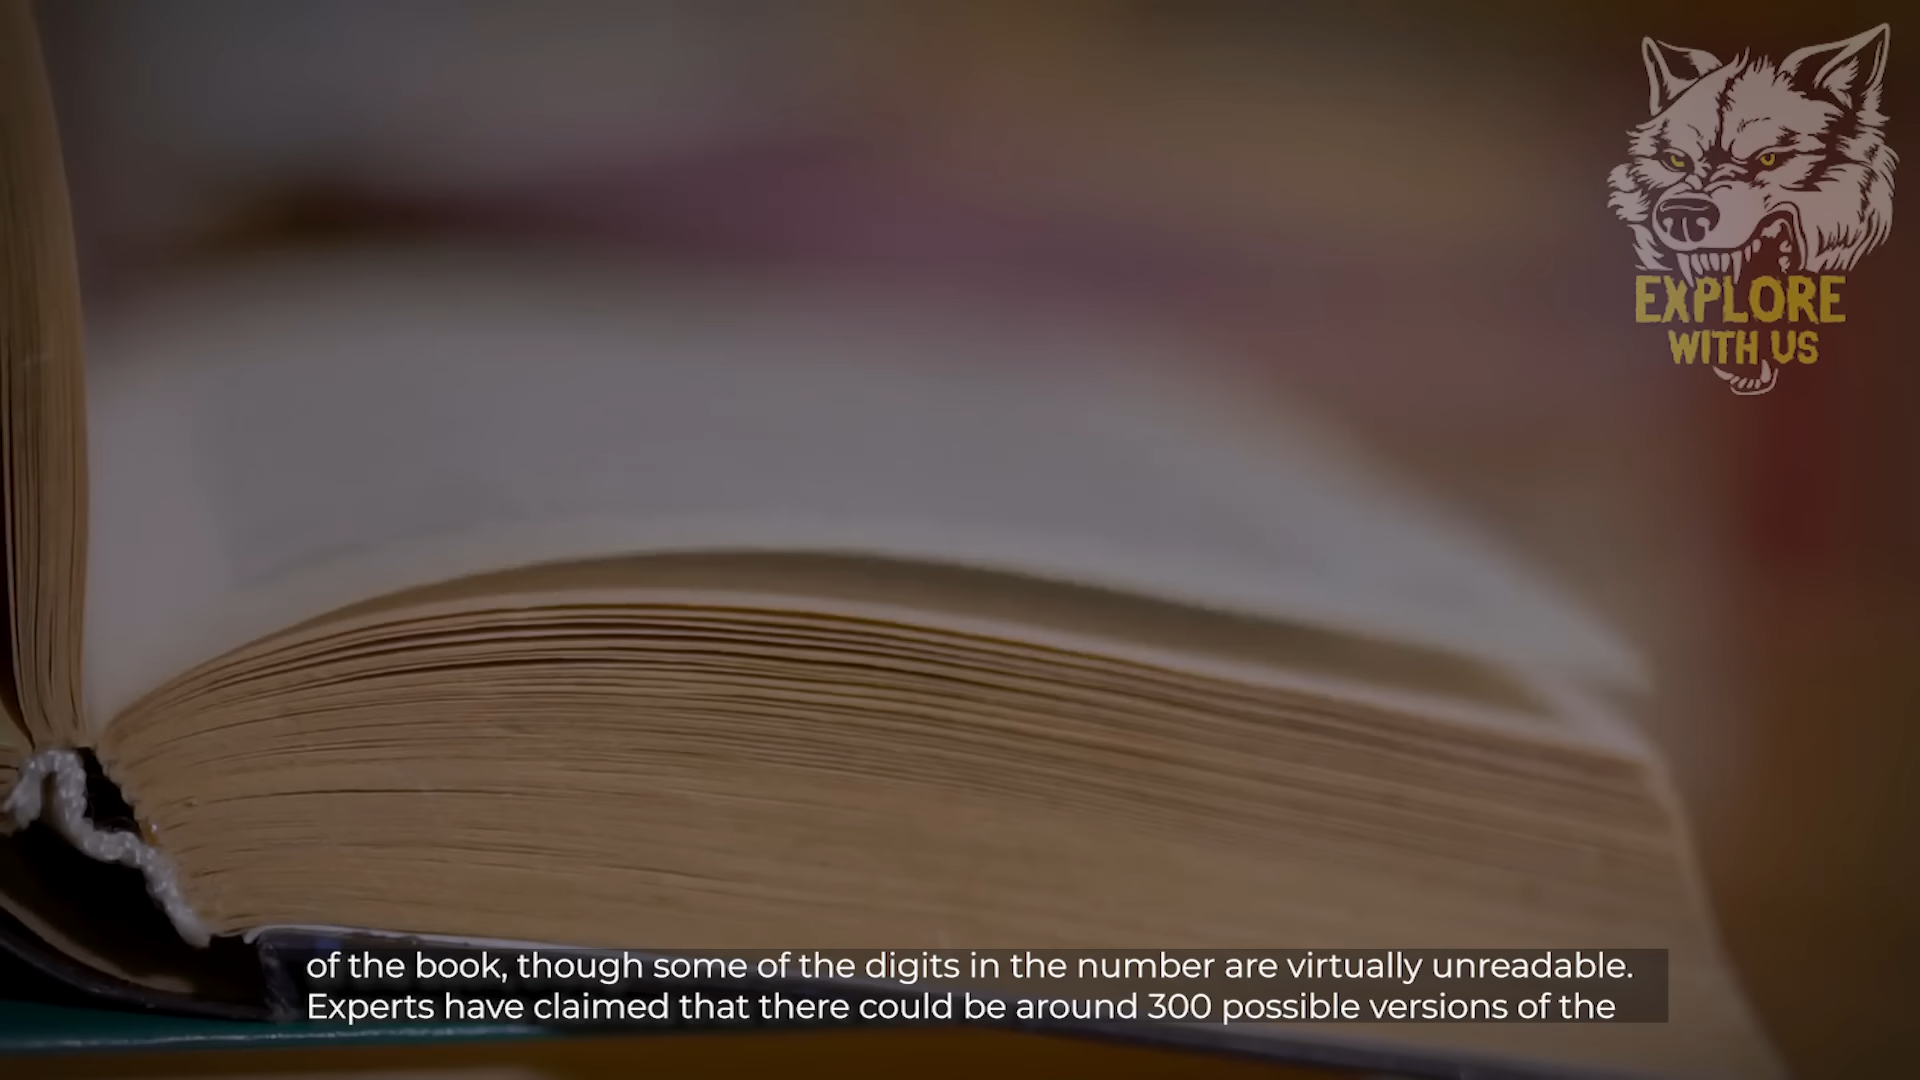 EXPLORE
WITH US
of the book, though some of the digits in the number are virtually unreadable.
Experts have claimed that there could be around 300 possible versions of the